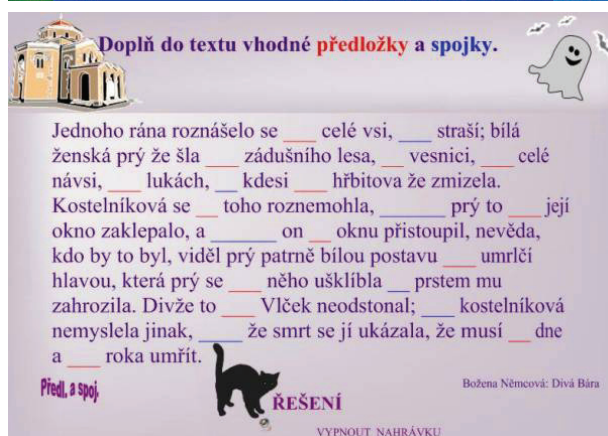 Doplň do textu vhodné předložky a spojky.
Jednoho rána roznášelo se ___ celé vsi, ___ straší; bílá
ženská prý že šla ___ zádušního lesa, __ vesnici, ___ celé
návsi, ___ lukách, __ kdesi ___ hřbitova že zmizela.
Kostelníková se __ toho roznemohla, ______ prý to ___ její
okno zaklepalo, a ______ on __ oknu přistoupil, nevěda,
kdo by to byl, viděl prý patrně bílou postavu ___ umrlčí
hlavou, která prý se ___ něho ušklíbla __ prstem mu
zahrozila. Divže to ___ Vlček neodstonal; ___ kostelníková
nemyslela jinak, ____ že smrt se jí ukázala, že musí __ dne
a ___ roka umřít.
Předl. a spoj.
Božena Němcová: Divá Bára
ŘEŠENÍ
VYPNOUT NAHRÁVKU